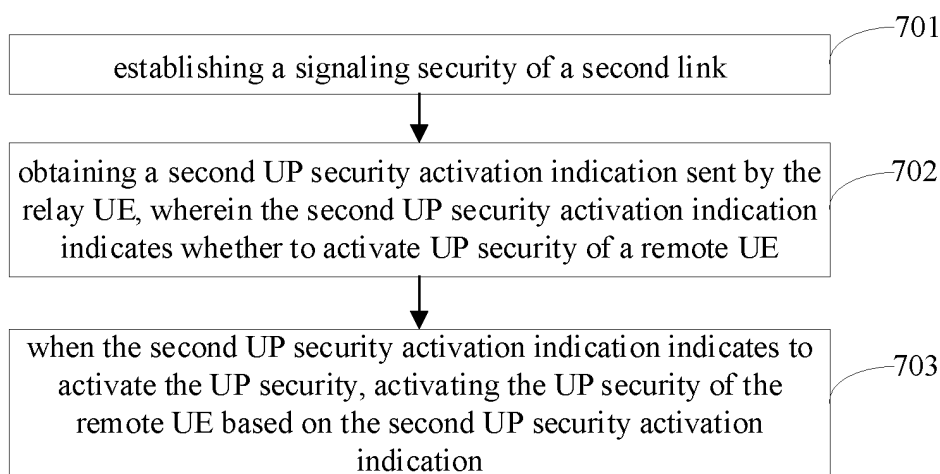 701
establishing a signaling security of a second link
obtaining a second UP security activation indication sent by the
relay UE, wherein the second UP security activation indication
indicates whether to activate UP security of a remote UE
702
when the second UP security activation indication indicates to
activate the UP security, activating the UP security of the
remote UE based on the second UP security activation
indication
703